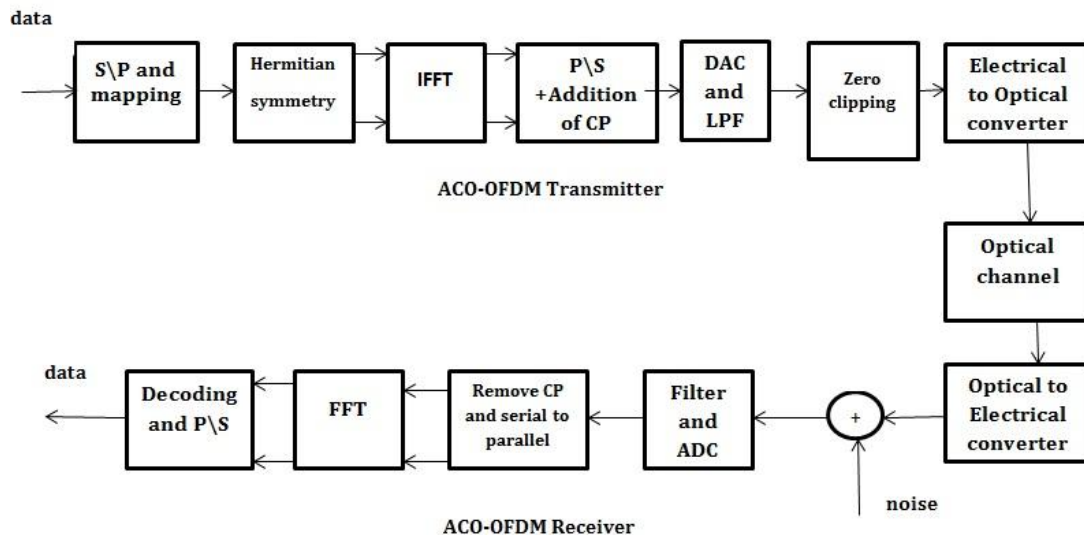 data
S\P and
mapping
Hermitian
symmetry
IFFT
P\S
+Addition
of CP
DAC
and
LPF
Zero
clipping
Electrical
to Optical
converter
ACO-OFDM Transmitter
Optical
channel
data
Decoding
and P\S
FFT
Remove CP
and serial to
parallel
Filter
and
ADC
+
Optical to
Electrical
converter
noise
ACO-OFDM Receiver